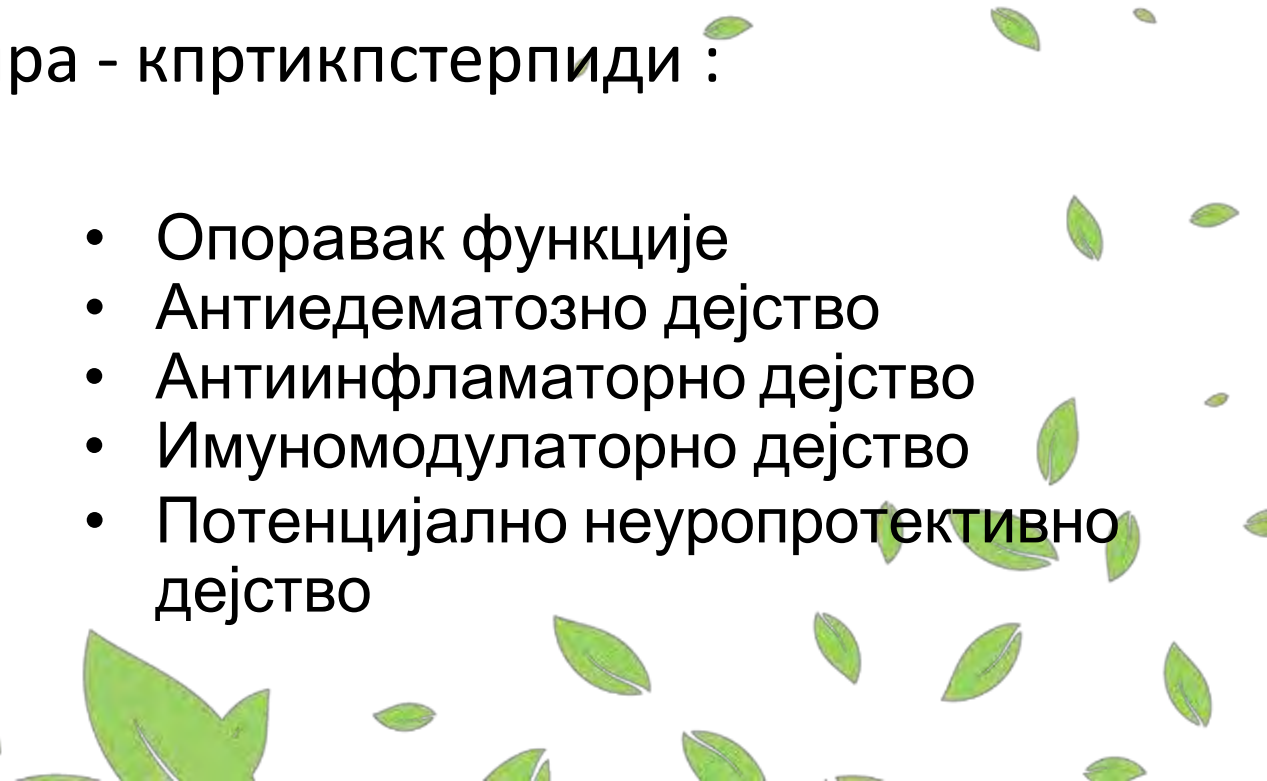 ра - кпртикпстерпиди :
• Опоравак функције
• Антиедематозно дејство
• Антиинфламаторно дејство
• Имуномодулаторно дејство
• Потенцијално неуропротективно
дејство